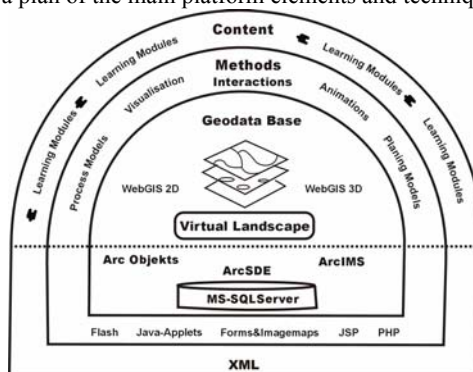 a plan of the main platform elements and techniq
Content
Learning Modules
Learning Modules
Learning Modules
Learning Modules
Methods
Interactions
Visualisation
Animations
Process Models
Planing Models
Geodata Base
WebGIS 2D
WebGIS 3D
Virtual Landscape
Arc Objekts
ArcSDE
ArcIMS
MS-SQLServer
Flash Java-Applets Forms&Imagemaps JSP PHP
XML